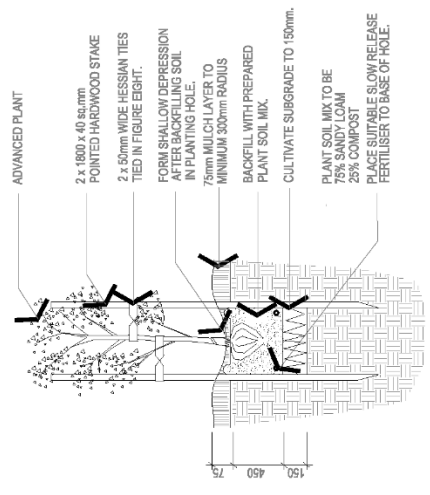 ADVANCED PLANT
2 x 1800 x 40 sq.mm
POINTED HARDWOOD STAKE
2 x 50mm WIDE HESSIAN TIES
TIED IN FIGURE EIGHT.
FORM SHALLOW DEPRESSION
AFTER BACKFILLING SOIL
IN PLANTING HOLE.
75mm MULCH LAYER TO
MINIMUM 300mm RADIUS
BACKFILL WITH PREPARED
PLANT SOIL MIX.
CULTIVATE SUBGRADE TO 150mm.
PLANT SOIL MIX TO BE
75% SANDY LOAM
25% COMPOST
PLACE SUITABLE SLOW RELEASE
FERTILISER TO BASE OF HOLE.
75
450
150